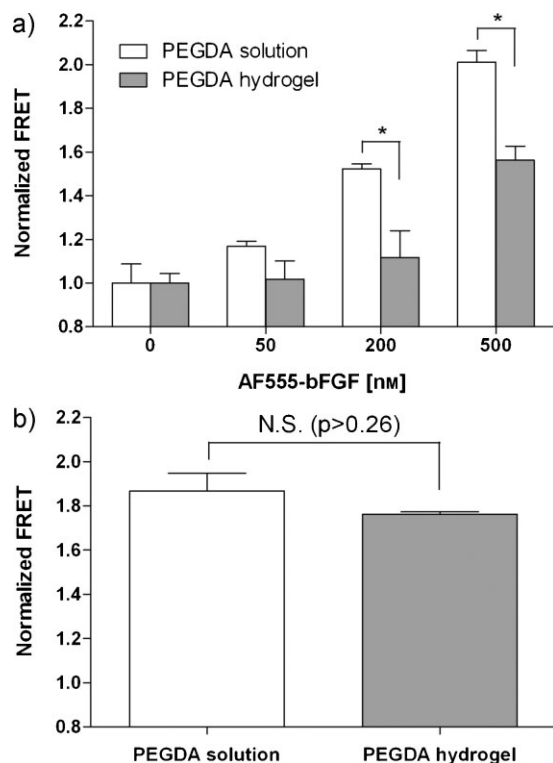 a)
PEGDA solution
PEGDA hydrogel
*
*
Normalized FRET
2.2
2.0
1.8
1.6
1.4
1.2
1.0
0.8
0 50 200 500
AF555-bFGF [nM]
b)
N.S. (p>0.26)
Normalized FRET
2.2
2.0
1.8
1.6
1.4
1.2
1.0
0.8
PEGDA solution PEGDA hydrogel